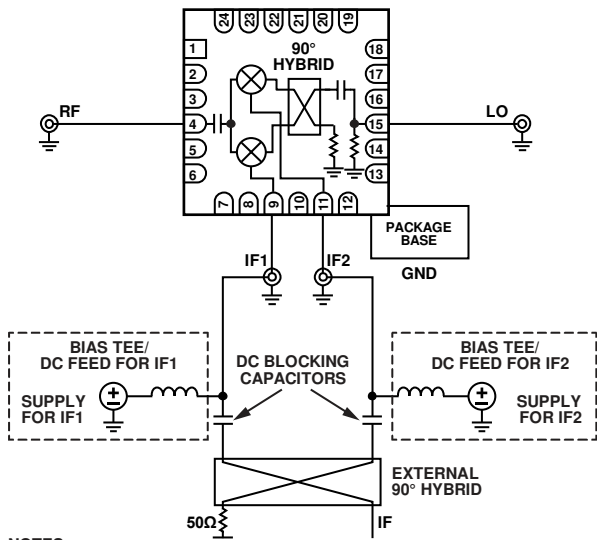 24
23
22
21
20
19
1
2
3
4
5
6
90°
HYBRID
18
17
16
15
14
13
RF
LO
7
8
9
10
11
12
PACKAGE
BASE
GND
IF1
IF2
BIAS TEE/
DC FEED FOR IF1
SUPPLY
FOR IF1
DC BLOCKING
CAPACITORS
BIAS TEE/
DC FEED FOR IF2
SUPPLY
FOR IF2
EXTERNAL
90° HYBRID
50Ω
IF